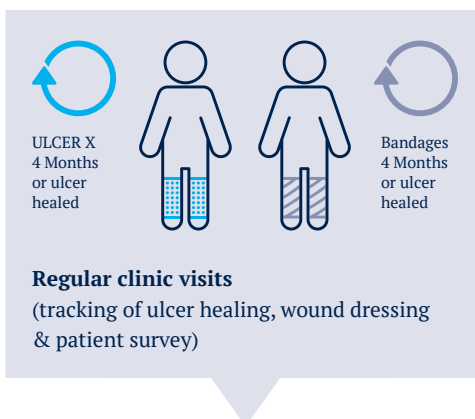 ULCER X
4 Months
or ulcer
healed
Bandages
4 Months
or ulcer
healed
Regular clinic visits
(tracking of ulcer healing, wound dressing
& patient survey)